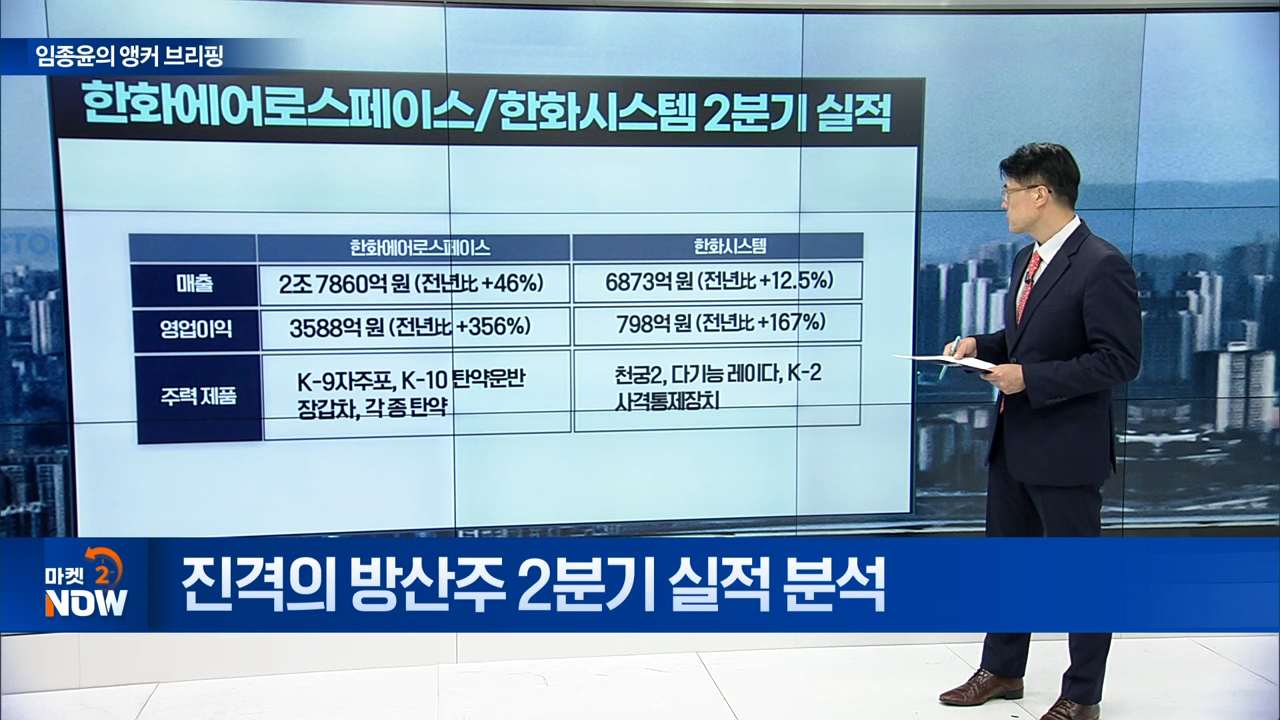 임종윤의 앵커 브리핑
한화에어로스페이스/한화시스템 2분기 실적
한화에어로스페이스 한화시스템
매출 2조 7860억 원 (전년比 +46%) 6873억 원 (전년比 +12.5%)
영업이익 3588억 원 (전년比 +356%) 798억 원 (전년比 +167%)
주력 제품
K-9자주포, K-10 탄약운반
장갑차, 각 종 탄약
천궁2, 다기능 레이다, K-2
사격통제장치
마켓 2
NOW
진격의 방산주 2분기 실적 분석